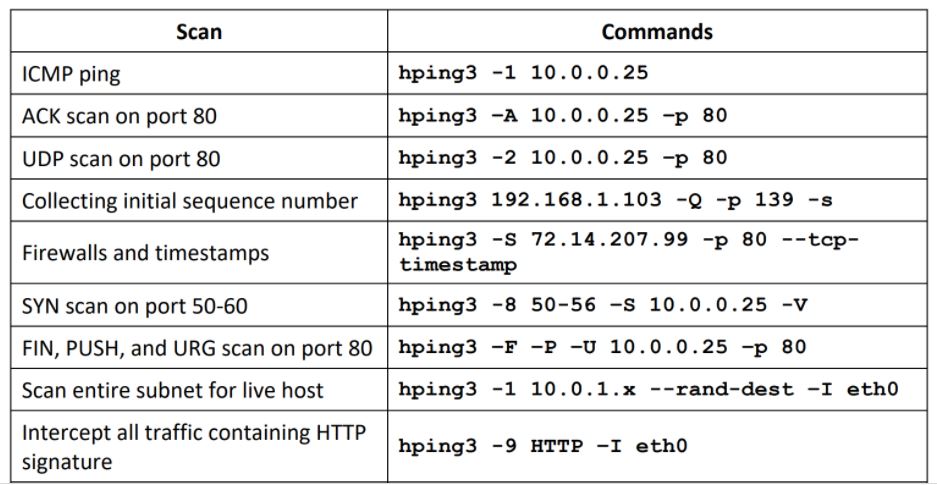 Scan Commands
ICMP ping hping3 -1 10.0.0.25
ACK scan on port 80 hping3 –A 10.0.0.25 –p 80
UDP scan on port 80 hping3 -2 10.0.0.25 –p 80
Collecting initial sequence number hping3 192.168.1.103 -Q -p 139 -s
Firewalls and timestamps hping3 -S 72.14.207.99 -p 80 --tcp-
timestamp
SYN scan on port 50-60 hping3 -8 50-56 –S 10.0.0.25 -V
FIN, PUSH, and URG scan on port 80 hping3 –F –P –U 10.0.0.25 –p 80
Scan entire subnet for live host hping3 -1 10.0.1.x --rand-dest –I eth0
Intercept all traffic containing HTTP
signature hping3 -9 HTTP –I eth0